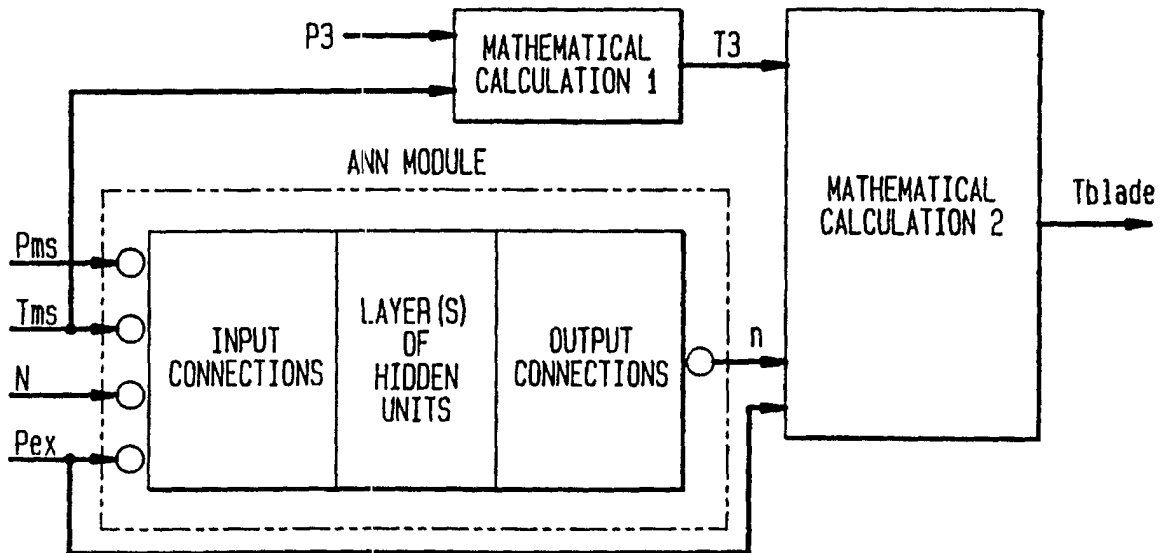 P3
MATHEMATICAL
CALCULATION 1
T3
ANN MODULE
MATHEMATICAL
CALCULATION 2
Tblade
Pms
Tms
N
Pex
INPUT
CONNECTIONS
LAYER(S)
OF
HIDDEN
UNITS
OUTPUT
CONNECTIONS
n